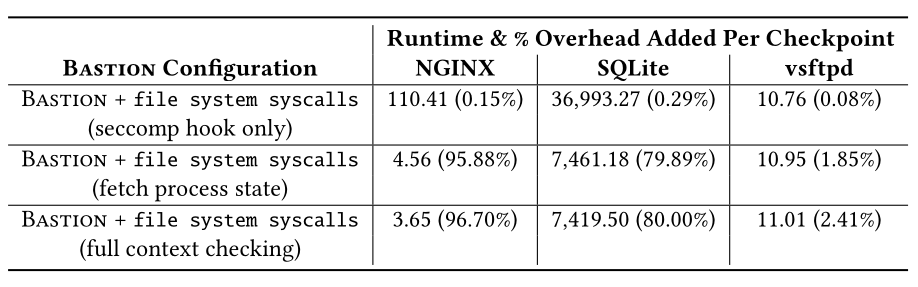 Runtime & % Overhead Added Per Checkpoint
BASTION Configuration NGINX SQLite vsftpd
BASTION + file system syscalls 110.41 (0.15%) 36,993.27 (0.29%) 10.76 (0.08%)
(seccomp hook only)
BASTION + file system syscalls 4.56 (95.88%) 7,461.18 (79.89%) 10.95 (1.85%)
(fetch process state)
BASTION + file system syscalls 3.65 (96.70%) 7,419.50 (80.00%) 11.01 (2.41%)
(full context checking)